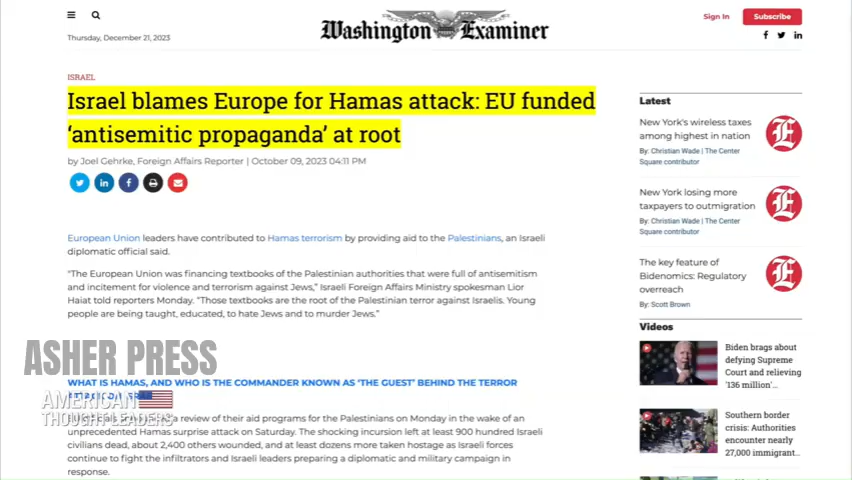 Washington Examiner
Sign In
Subscribe
Thursday, December 21, 2023
ISRAEL
Israel blames Europe for Hamas attack: EU funded
‘antisemitic propaganda’ at root
by Joel Gehrke, Foreign Affairs Reporter | October 09, 2023 04:11 PM
European Union leaders have contributed to Hamas terrorism by providing aid to the Palestinians, an Israeli
diplomatic official said.
"The European Union was financing textbooks of the Palestinian authorities that were full of antisemitism
and incitement for violence and terrorism against Jews," Israeli Foreign Affairs Ministry spokesman Lior
Haiat told reporters Monday. "Those textbooks are the root of the Palestinian terror against Israelis. Young
people are being taught, educated, to hate Jews and to murder Jews."
WHAT IS HAMAS, AND WHO IS THE COMMANDER KNOWN AS ‘THE GUEST’ BEHIND THE TERROR
a review of their aid programs for the Palestinians on Monday in the wake of an
unprecedented Hamas surprise attack on Saturday. The shocking incursion left at least 900 hundred Israeli
civilians dead, about 2,400 others wounded, and at least dozens more taken hostage as Israeli forces
continue to fight the infiltrators and Israeli leaders preparing a diplomatic and military campaign in
response.
ASHER PRESS
AMERICAN
THOUGHT LEADERS
Latest
New York's wireless taxes
among highest in nation
By: Christian Wade | The Center
Square contributor
New York losing more
taxpayers to outmigration
By: Christian Wade | The Center
Square contributor
The key feature of
Bidenomics: Regulatory
overreach
By: Scott Brown
Videos
Biden brags about
defying Supreme
Court and relieving
'136 million'...
Southern border
crisis: Authorities
encounter nearly
27,000 immigrant...